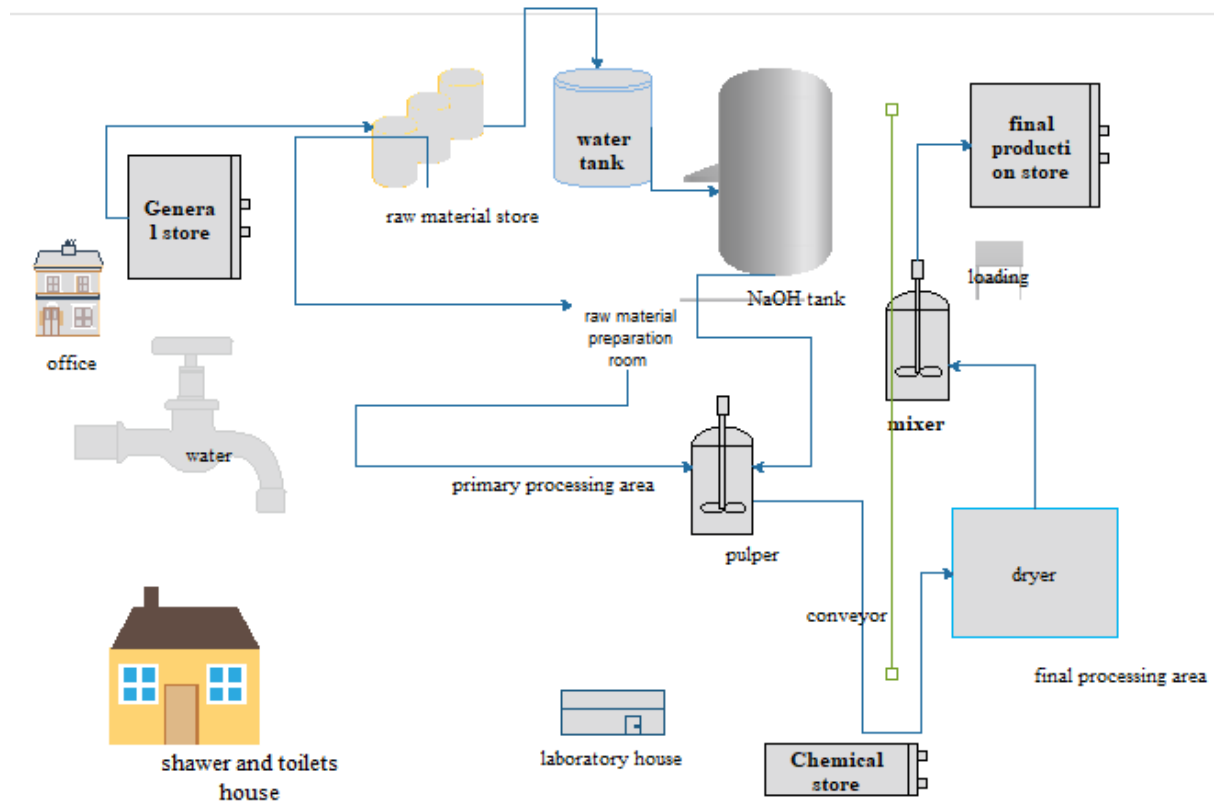 water
tank
final
producti
on store
Genera
l store
raw material store
loading
NaOH tank
raw material
preparation
room
office
mixer
water
primary processing area
pulper
dryer
conveyor
final processing area
shawer and toilets
house
laboratory house
Chemical
store